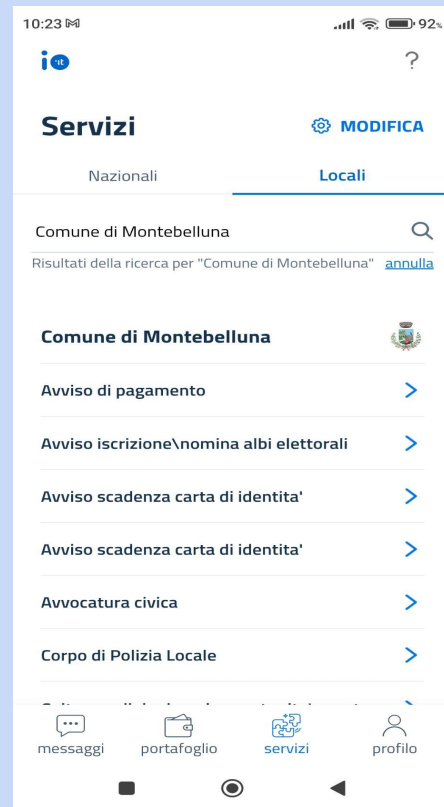 10:23 92%
io it ?
Servizi MODIFICA
Nazionali Locali
Comune di Montebelluna
Risultati della ricerca per "Comune di Montebelluna" annulla
Comune di Montebelluna
Avviso di pagamento
Avviso iscrizione\nomina albi elettorali
Avviso scadenza carta di identita'
Avviso scadenza carta di identita'
Avvocatura civica
Corpo di Polizia Locale
messaggi portafoglio servizi profilo